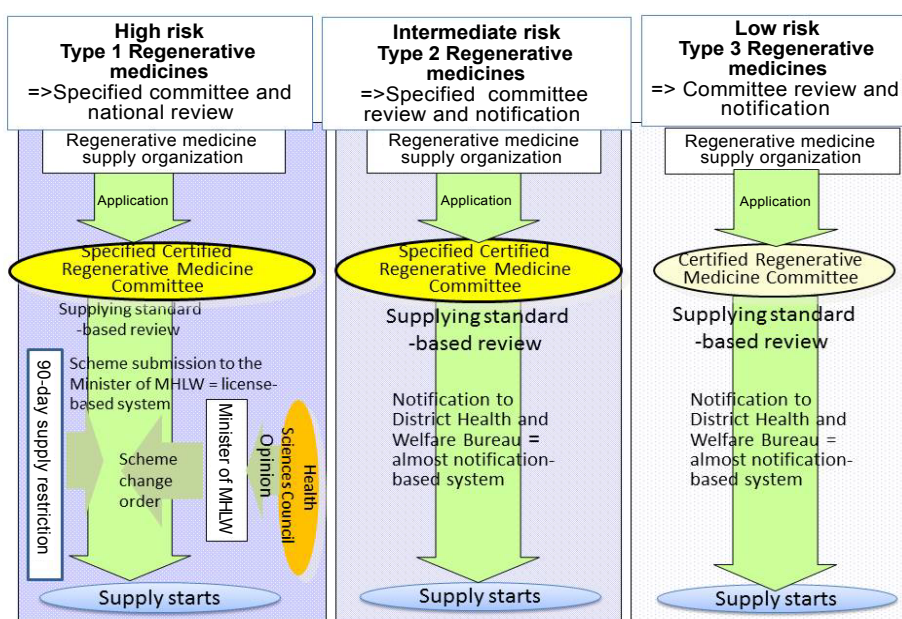 High risk
Type 1 Regenerative
medicines
=>Specified committee and
national review
Regenerative medicine
supply organization
Application
Specified Certified
Regenerative Medicine
Committee
Supplying standard
-based review
90-day supply restriction
Scheme submission to the
Minister of MHLW = license-
based system
Scheme
change
order
Minister of MHLW
Opinion
Health
Sciences Council
Supply starts
Intermediate risk
Type 2 Regenerative
medicines
=>Specified committee
review and notification
Regenerative medicine
supply organization
Application
Specified Certified
Regenerative Medicine
Committee
Supplying standard
-based review
Notification to
District Health and
Welfare Bureau =
almost notification-
based system
Supply starts
Low risk
Type 3 Regenerative
medicines
=> Committee review and
notification
Regenerative medicine
supply organization
Application
Certified Regenerative
Medicine Committee
Supplying standard
-based review
Notification to
District Health and
Welfare Bureau =
almost notification-
based system
Supply starts